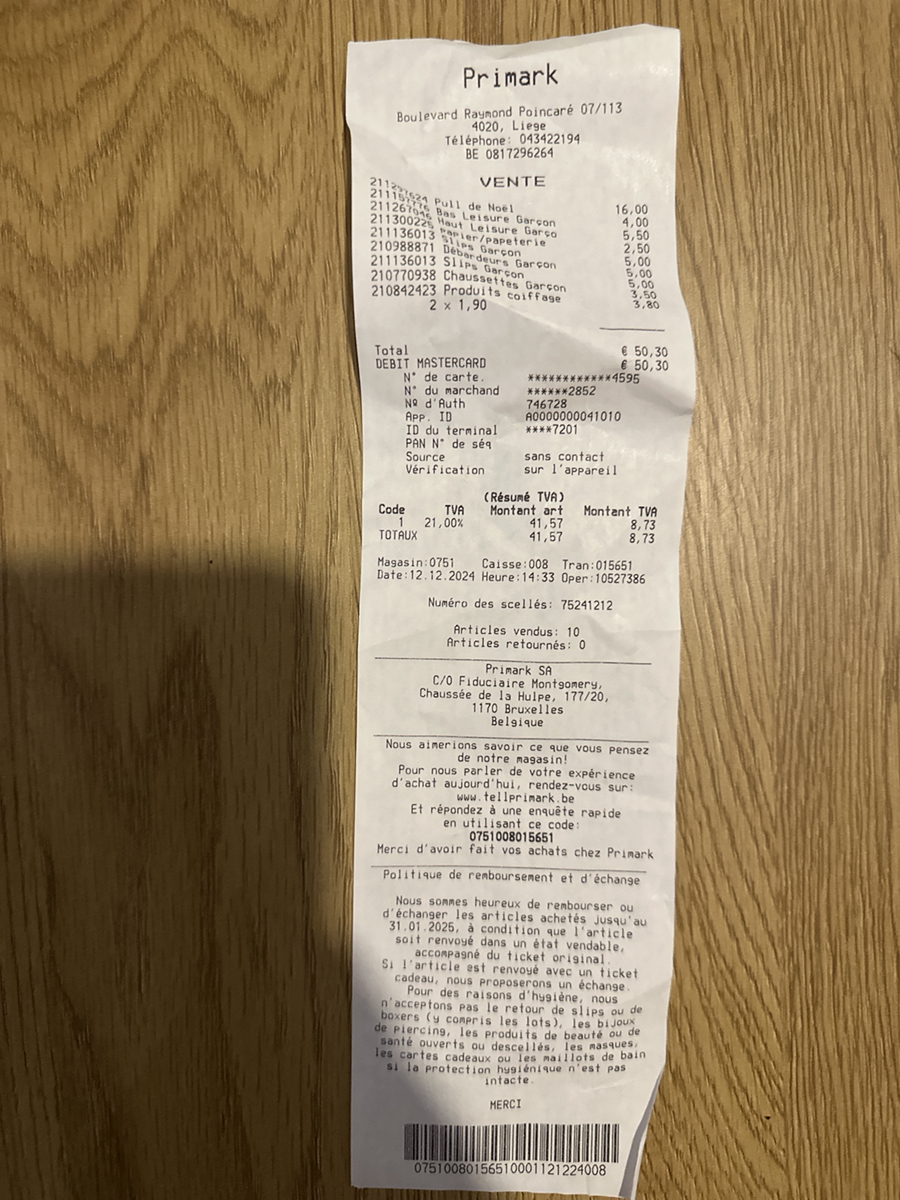 Primark
Boulevard Raymond Poincaré 07/113
4020, Liege
Téléphone: 043422194
BE 0817296264
VENTE
Pull de Noël 16,00
Bas Leisure Garçon 4,00
Haut Leisure Garço 5,50
211300225 Papier/papeterie 2,50
211136013 Slips Garçon 5,00
210988871 Débardeurs Garçon 5,00
211136013 Slips Garçon 5,00
210770938 Chaussettes Garçon 3,50
210842423 Produits coiffage 3,80
2 x 1,90
Total € 50,30
DEBIT MASTERCARD € 50,30
N° de carte. ************4595
N° du marchand ******2852
Nº d'Auth 746728
App. ID A0000000041010
ID du terminal ****7201
PAN N° de séq
Source sans contact
Vérification sur l'appareil
(Résumé TVA)
Code TVA Montant art Montant TVA
1 21,00% 41,57 8,73
TOTAUX 41,57 8,73
Magasin:0751 Caisse:008 Tran:015651
Date:12.12.2024 Heure:14:33 Oper:10527386
Numéro des scellés: 75241212
Articles vendus: 10
Articles retournés: 0
Primark SA
C/O Fiduciaire Montgomery,
Chaussée de la Hulpe, 177/20,
1170 Bruxelles
Belgique
Nous aimerions savoir ce que vous pensez
de notre magasin!
Pour nous parler de votre expérience
d'achat aujourd'hui, rendez-vous sur:
www.tellprimark.be
Et répondez à une enquête rapide
en utilisant ce code:
0751008015651
Merci d'avoir fait vos achats chez Primark
Politique de remboursement et d'échange
Nous sommes heureux de rembourser ou
d'échanger les articles achetés jusqu'au
31.01.2025, à condition que l'article
soit renvoyé dans un état vendable,
accompagné du ticket original.
Si l'article est renvoyé avec un ticket
cadeau, nous proposerons un échange.
Pour des raisons d'hygiène, nous
n'acceptons pas le retour de slips ou de
boxers (y compris les lots), les bijoux
de piercing, les produits de beauté ou de
santé ouverts ou descellés, les masques,
les cartes cadeaux ou les maillots de bain
si la protection hygiénique n'est pas
intacte.
MERCI
07510080156510001121224008